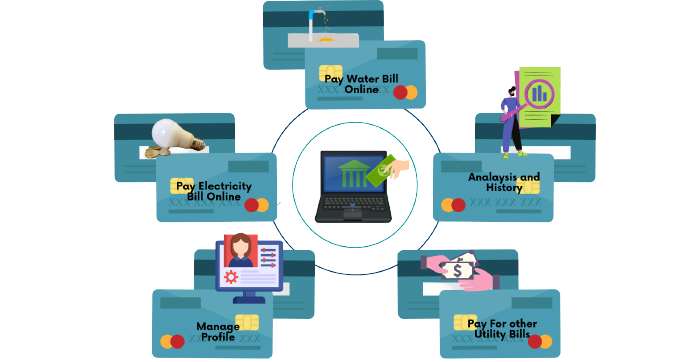 Pay Water Bill
Online
Pay Electricity
Bill Online
Analaysis and
History
Manage
Profile
Pay For other
Utility Bills